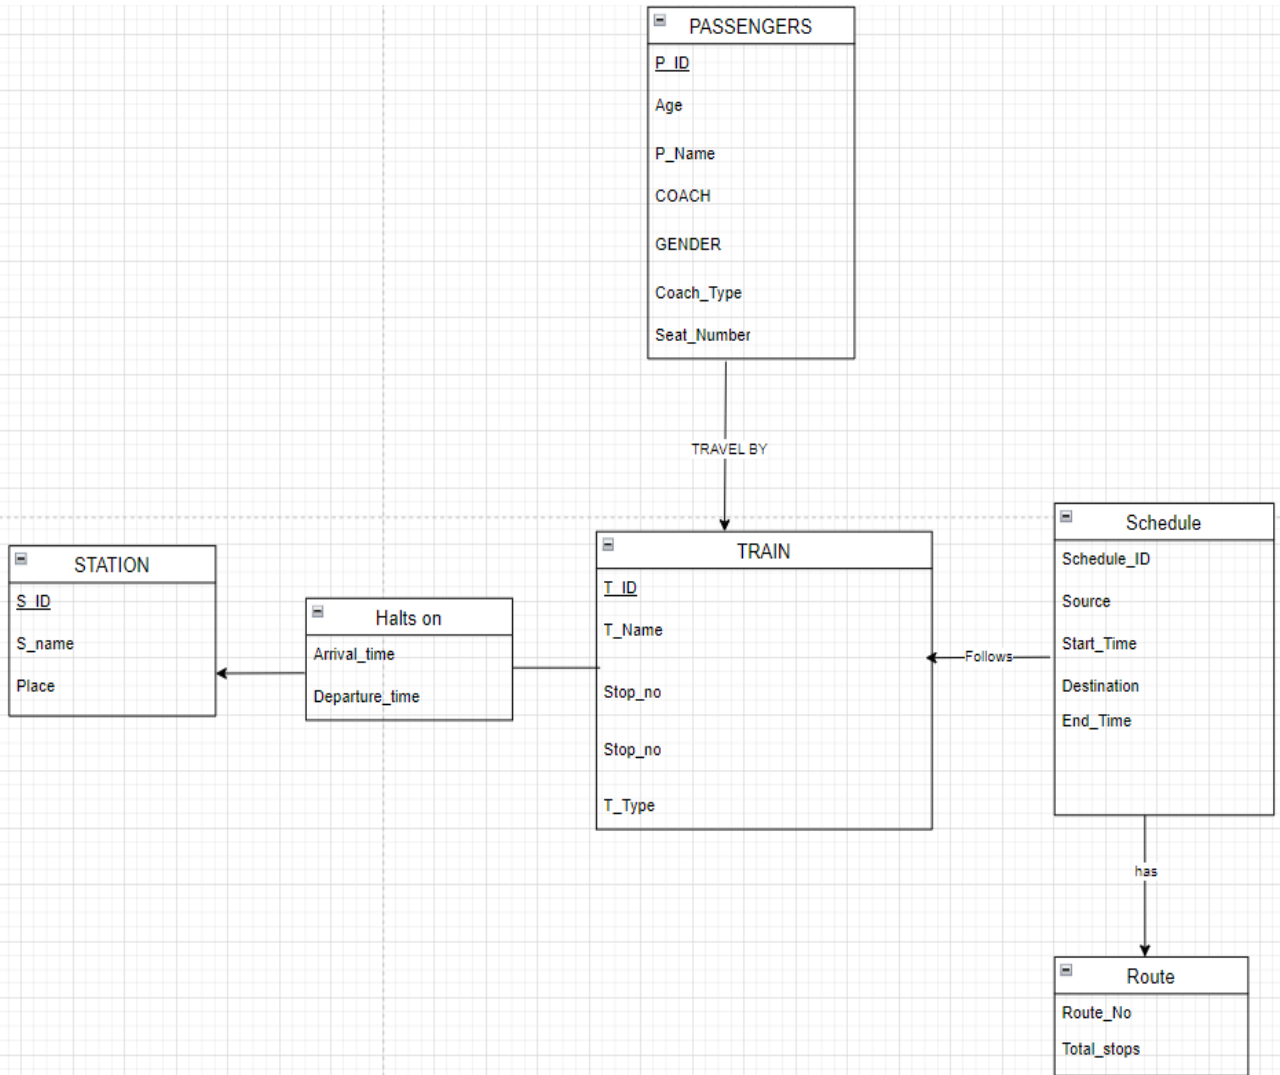 PASSENGERS
P_ID
Age
P_Name
COACH
GENDER
Coach_Type
Seat_Number
TRAVEL BY
STATION
S_ID
S_name
Place
Halts on
Arrival_time
Departure_time
TRAIN
T_ID
T_Name
Stop_no
Stop_no
T_Type
Follows
Schedule
Schedule_ID
Source
Start_Time
Destination
End_Time
has
Route
Route_No
Total_stops